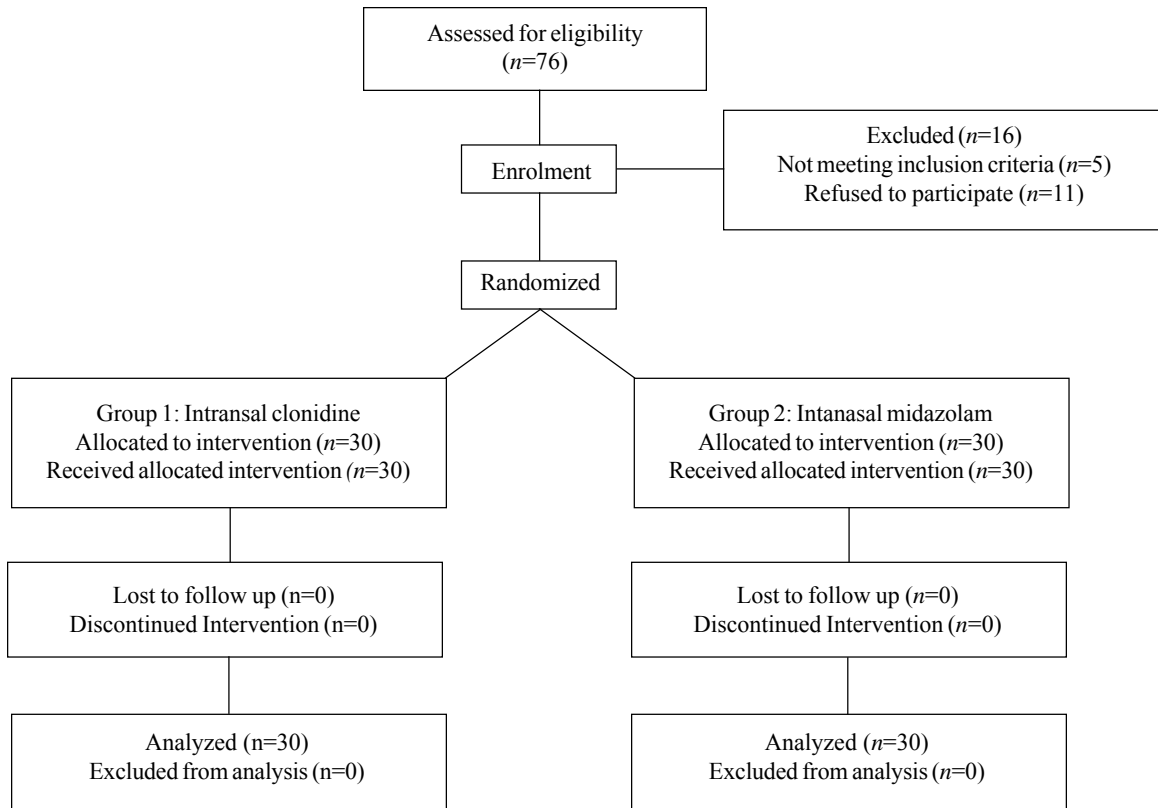 Assessed for eligibility
(n=76)
Excluded (n=16)
Not meeting inclusion criteria (n=5)
Refused to participate (n=11)
Enrolment
Randomized
Group 1: Intransal clonidine
Allocated to intervention (n=30)
Received allocated intervention (n=30)
Group 2: Intanasal midazolam
Allocated to intervention (n=30)
Received allocated intervention (n=30)
Lost to follow up (n=0)
Discontinued Intervention (n=0)
Lost to follow up (n=0)
Discontinued Intervention (n=0)
Analyzed (n=30)
Excluded from analysis (n=0)
Analyzed (n=30)
Excluded from analysis (n=0)